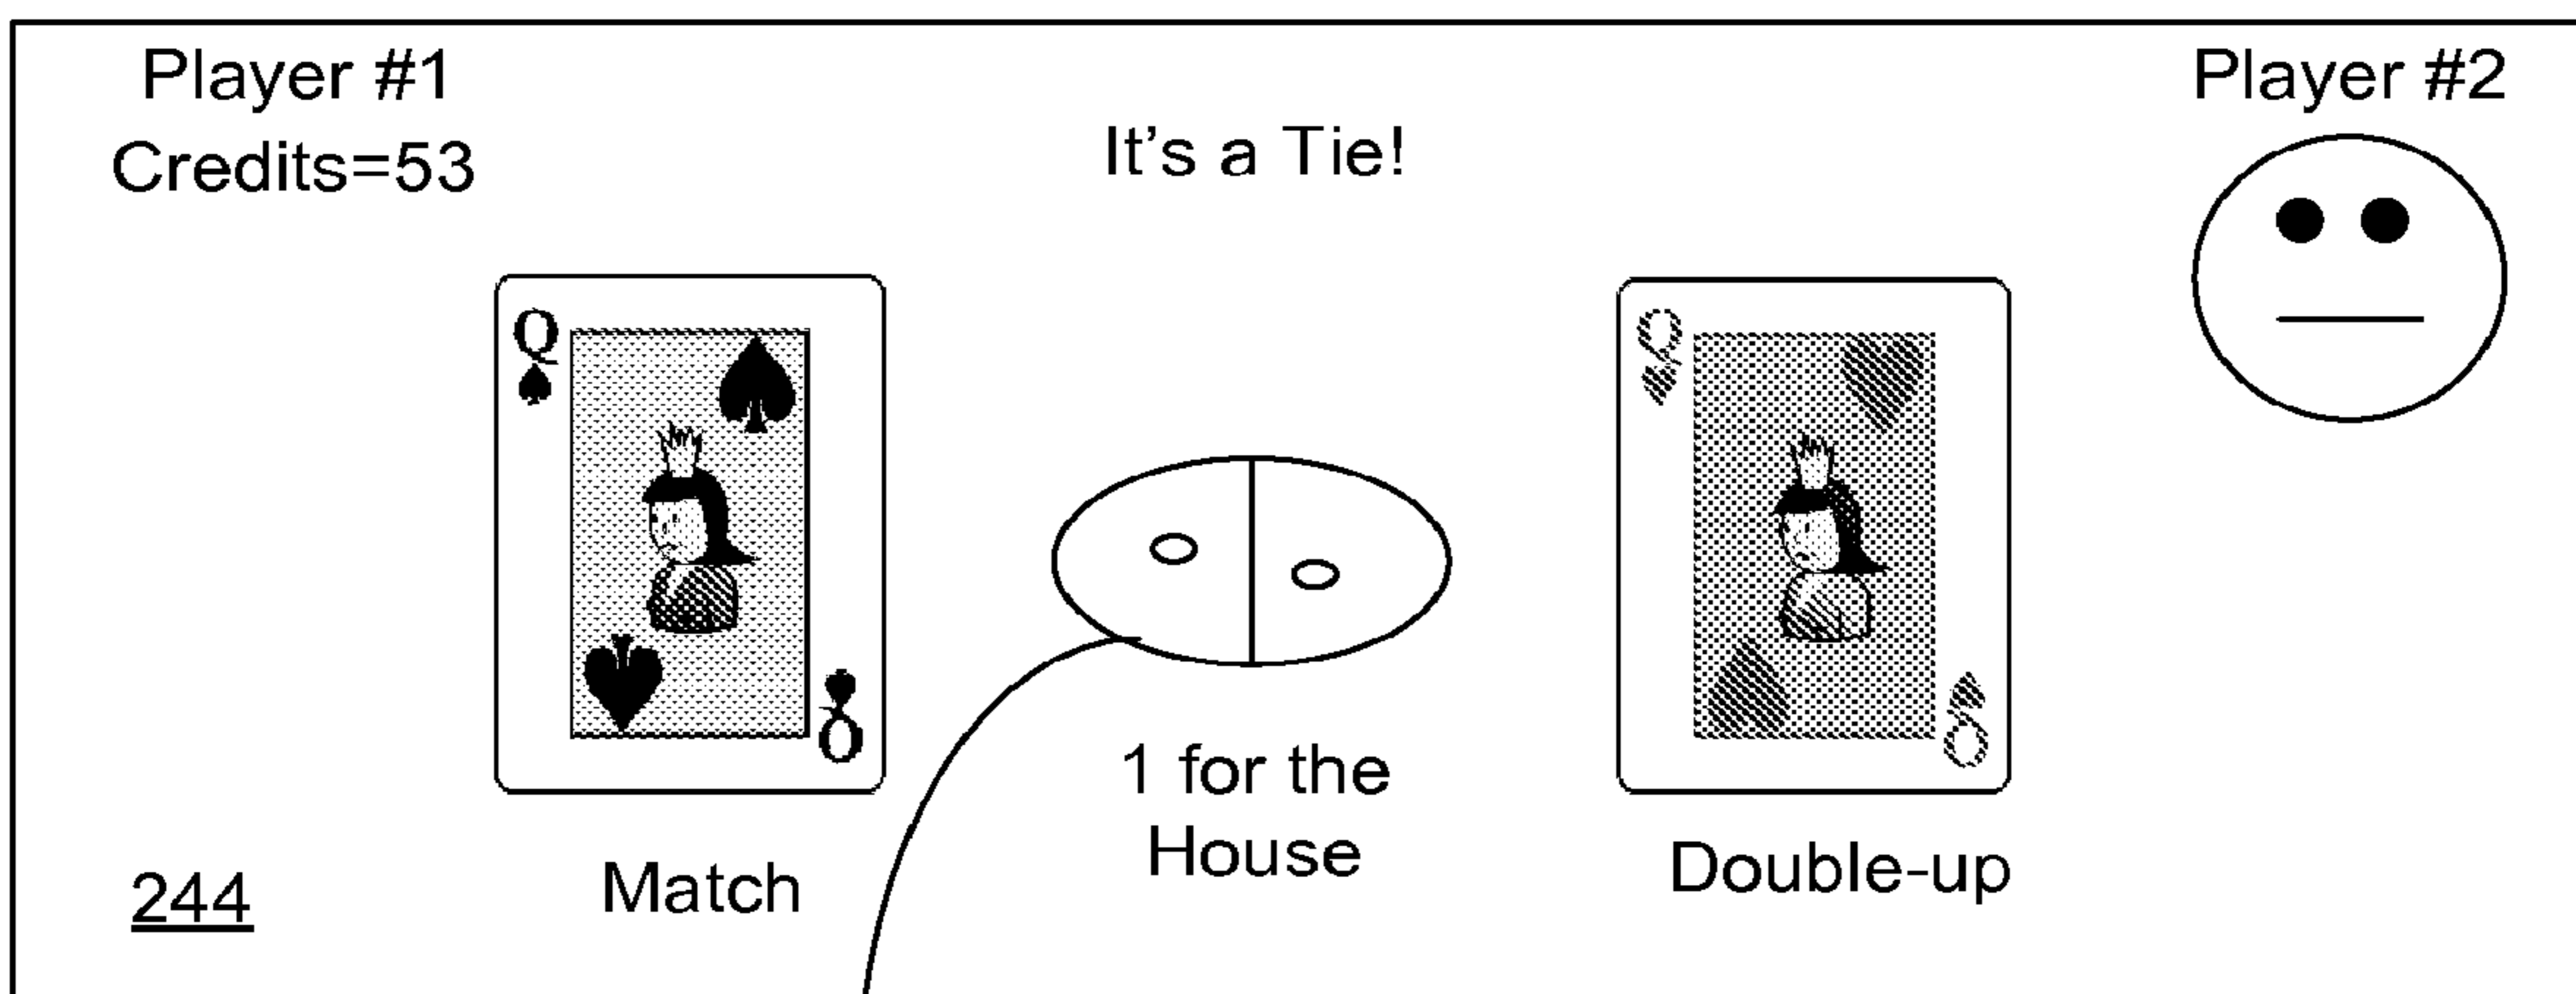 Player #1
Credits=53
It's a Tie!
Player #2
Q
Q
Q
Q
1 for the
House
Match
Double-up
244